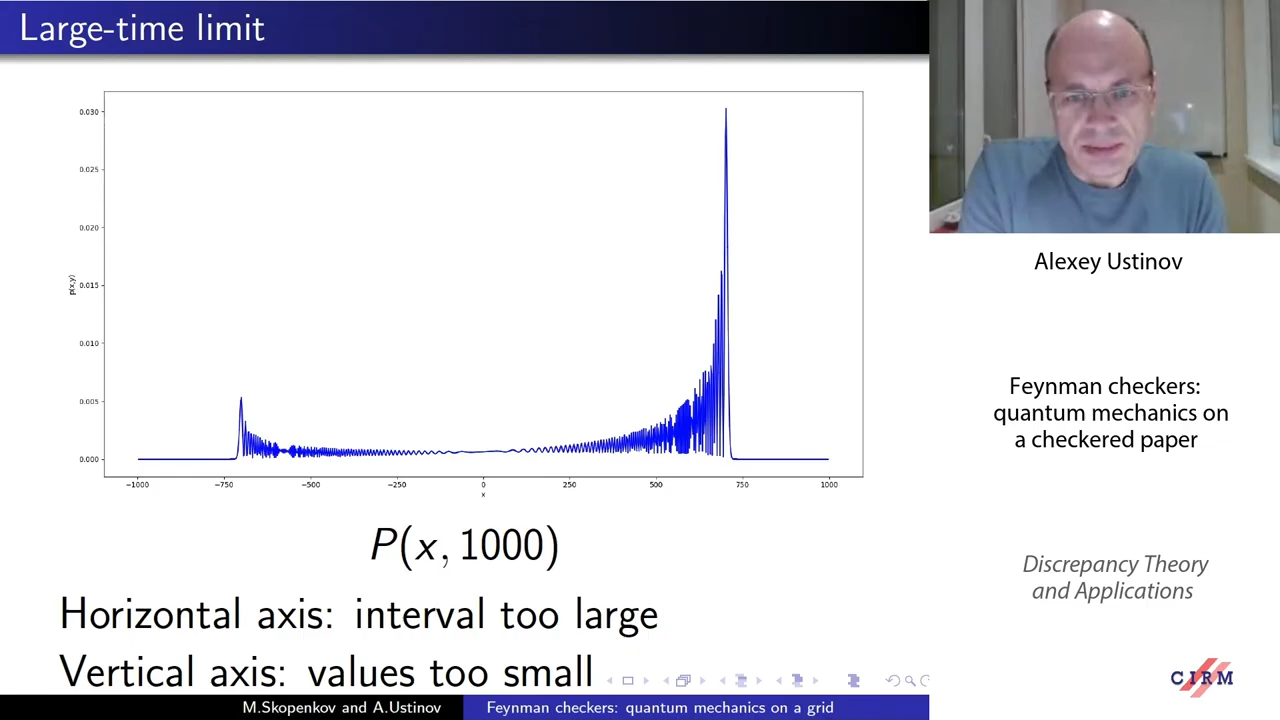 Large-time limit
0.030
0.025
0.020
0.015
0.010
0.005
0.000
p(x,y)
−1000 −750 −500 −250 0 250 500 750 1000
x
P(x, 1000)
Horizontal axis: interval too large
Vertical axis: values too small
M.Skopenkov and A.Ustinov Feynman checkers: quantum mechanics on a grid
Alexey Ustinov
Feynman checkers:
quantum mechanics on
a checkered paper
Discrepancy Theory
and Applications
CIRM